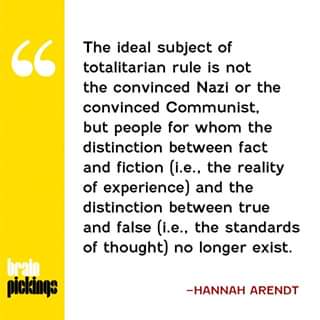 The ideal subject of
totalitarian rule is not
the convinced Nazi or the
convinced Communist,
but people for whom the
distinction between fact
and fiction (i.e., the reality
of experience) and the
distinction between true
and false (i.e., the standards
of thought) no longer exist.
–HANNAH ARENDT
brain
pickings